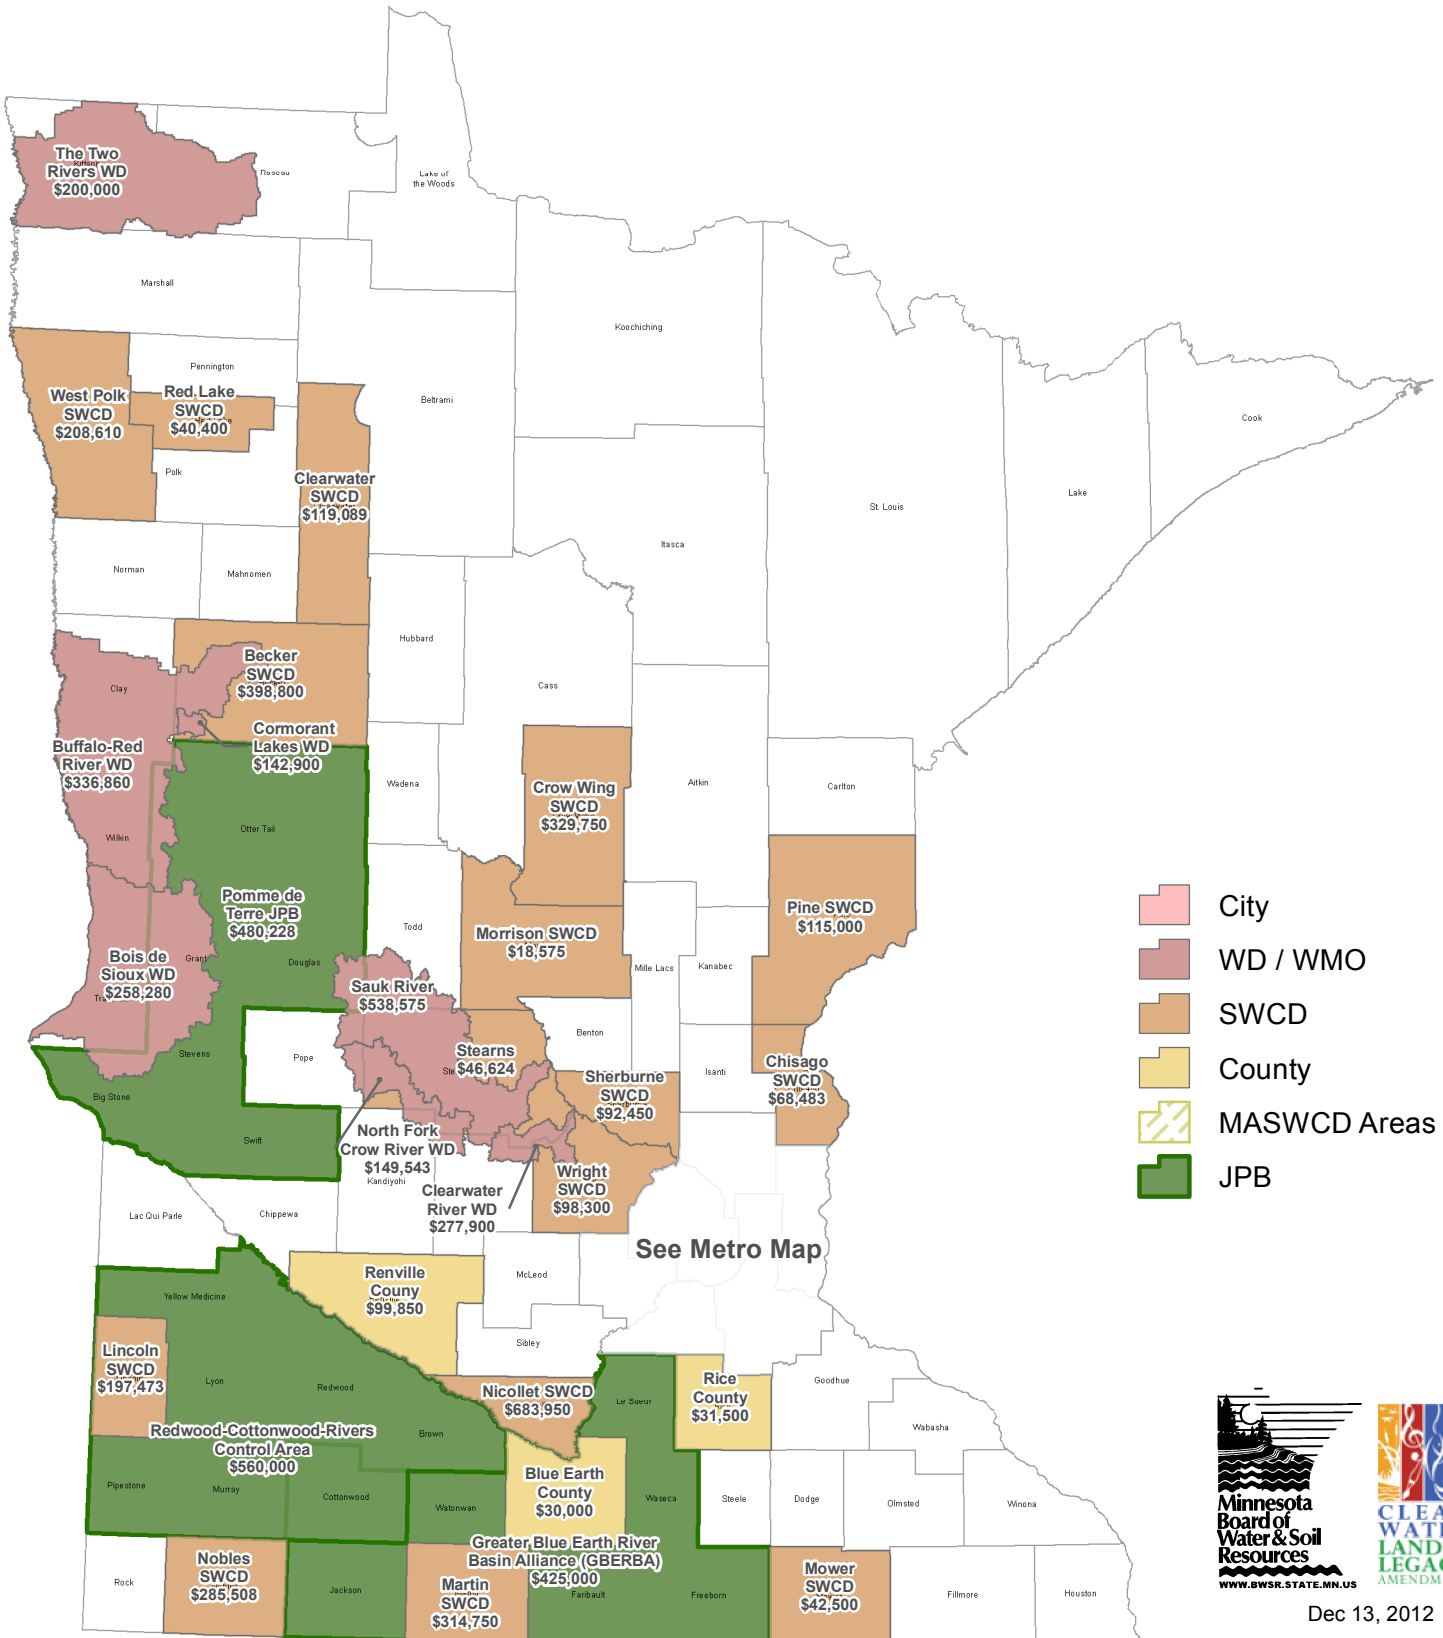 The Two
Rivers WD
$200,000
Roseau
Lake of
the Woods
Marshall
Koochiching
Pennington
West Polk
SWCD
$208,610
Red Lake
SWCD
$40,400
Beltrami
Cook
Polk
Clearwater
SWCD
$119,089
Lake
St. Louis
Itasca
Norman
Mahnomen
Hubbard
Becker
SWCD
$398,800
Clay
Cass
Cormorant
Lakes WD
$142,900
Buffalo-Red
River WD
$336,860
Wadena
Crow Wing
SWCD
$329,750
Aitkin
Carlton
Otter Tail
Wilkin
Pomme de
Terre JPB
$480,228
Todd
Morrison SWCD
$18,575
Pine SWCD
$115,000
Bois de
Sioux WD
$258,280
Grant
Douglas
Mille Lacs
Kanabec
Sauk River
$538,575
Stevens
Pope
Stearns
$46,624
Benton
Isanti
Chisago
SWCD
$68,483
Sherburne
SWCD
$92,450
Big Stone
Swift
North Fork
Crow River WD
$149,543
Kandiyohi
Clearwater
River WD
$277,900
Wright
SWCD
$98,300
Lac Qui Parle
Chippewa
See Metro Map
Renville
Couny
$99,850
McLeod
Yellow Medicine
Sibley
Lincoln
SWCD
$197,473
Lyon
Redwood
Nicollet SWCD
$683,950
Le Sueur
Rice
County
$31,500
Goodhue
Wabasha
Redwood-Cottonwood-Rivers
Control Area
$560,000
Brown
Blue Earth
County
$30,000
Pipestone
Murray
Cottonwood
Watonwan
Waseca
Steele
Dodge
Olmsted
Winona
Greater Blue Earth River
Basin Alliance (GBERBA)
$425,000
Rock
Nobles
SWCD
$285,508
Jackson
Martin
SWCD
$314,750
Faribault
Freeborn
Mower
SWCD
$42,500
Fillmore
Houston
City
WD / WMO
SWCD
County
MASWCD Areas
JPB
Minnesota
Board of
Water & Soil
Resources
WWW.BWSR.STATE.MN.US
CLEA
WATE
LAND
LEGAC
AMENDM
Dec 13, 2012